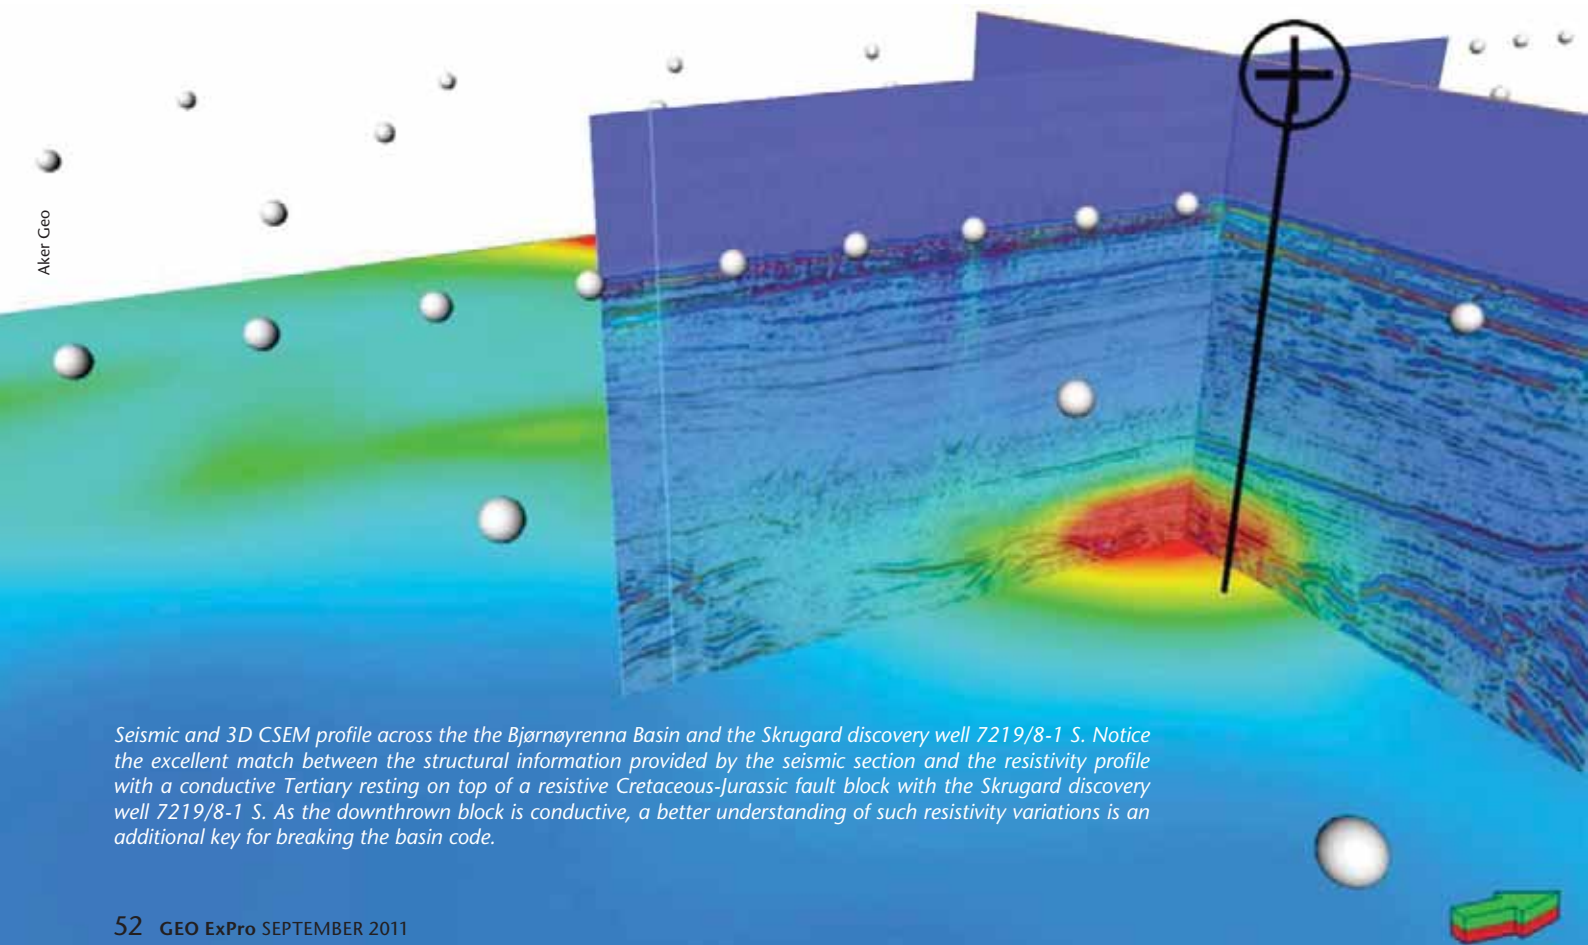 Aker Geo
Seismic and 3D CSEM profile across the the Bjørnøyrenna Basin and the Skrugard discovery well 7219/8-1 S. Notice
the excellent match between the structural information provided by the seismic section and the resistivity profile
with a conductive Tertiary resting on top of a resistive Cretaceous-Jurassic fault block with the Skrugard discovery
well 7219/8-1 S. As the downthrown block is conductive, a better understanding of such resistivity variations is an
additional key for breaking the basin code.
52 GEO ExPro SEPTEMBER 2011